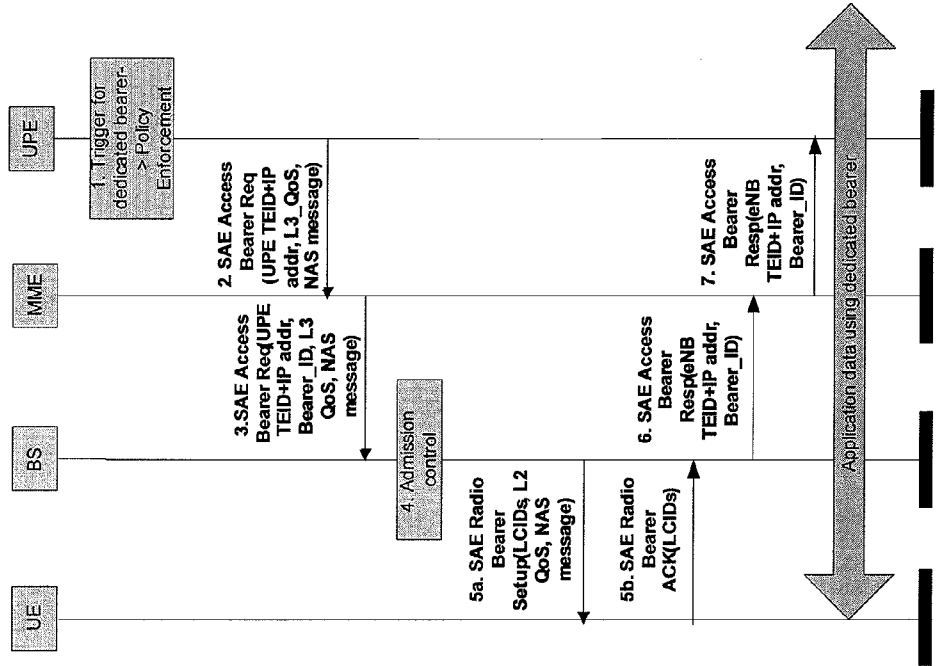 UE
BS
MME
UPE
1. Trigger for
dedicated bearer-
> Policy
Enforcement
2. SAE Access
Bearer Req
(UPE TEID+IP
addr, L3_QoS,
NAS message)
3.SAE Access
Bearer Req(UPE
TEID+IP addr,
Bearer_ID, L3
QoS, NAS
message)
4. Admission
control
5a. SAE Radio
Bearer
Setup(LCIDs, L2
QoS, NAS
message)
5b. SAE Radio
Bearer
ACK(LCIDs)
6. SAE Access
Bearer
Resp(eNB
TEID+IP addr,
Bearer_ID)
7. SAE Access
Bearer
Resp(eNB
TEID+IP addr,
Bearer_ID)
Application data using dedicated bearer